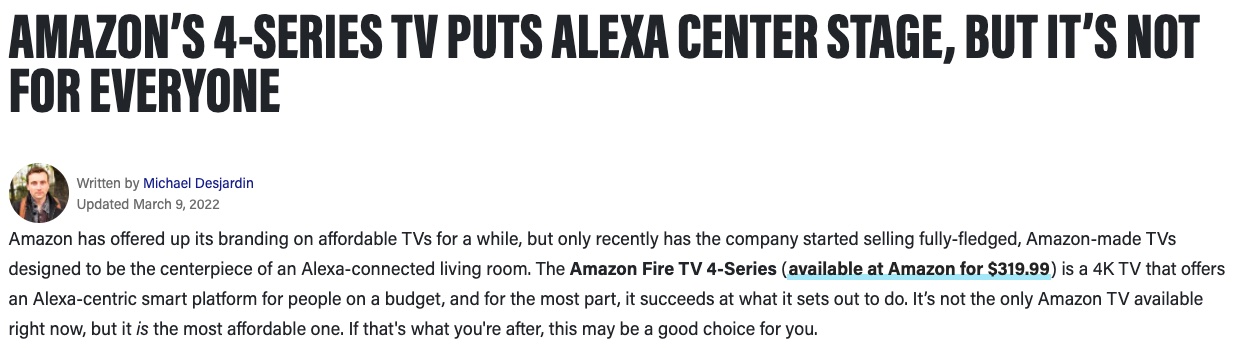 AMAZON’S 4-SERIES TV PUTS ALEXA CENTER STAGE, BUT IT’S NOT
FOR EVERYONE
Written by Michael Desjardin
Updated March 9, 2022
Amazon has offered up its branding on affordable TVs for a while, but only recently has the company started selling fully-fledged, Amazon-made TVs
designed to be the centerpiece of an Alexa-connected living room. The Amazon Fire TV 4-Series (available at Amazon for $319.99) is a 4K TV that offers
an Alexa-centric smart platform for people on a budget, and for the most part, it succeeds at what it sets out to do. It’s not the only Amazon TV available
right now, but it is the most affordable one. If that's what you're after, this may be a good choice for you.